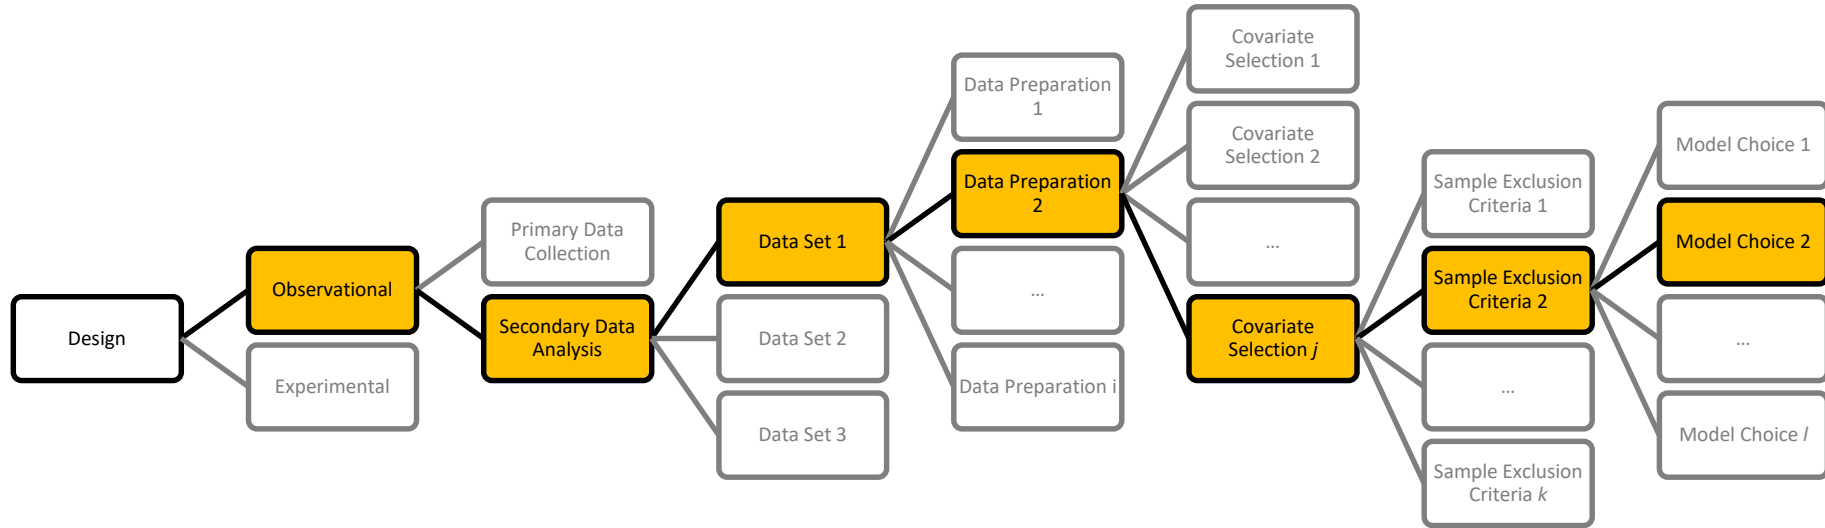 Design
Observational
Experimental
Primary Data
Collection
Secondary Data
Analysis
Data Set 1
Data Set 2
Data Set 3
Data Preparation
1
Data Preparation
2
...
Data Preparation i
Covariate
Selection 1
Covariate
Selection 2
...
Covariate
Selection j
Sample Exclusion
Criteria 1
Sample Exclusion
Criteria 2
...
Sample Exclusion
Criteria k
Model Choice 1
Model Choice 2
...
Model Choice l